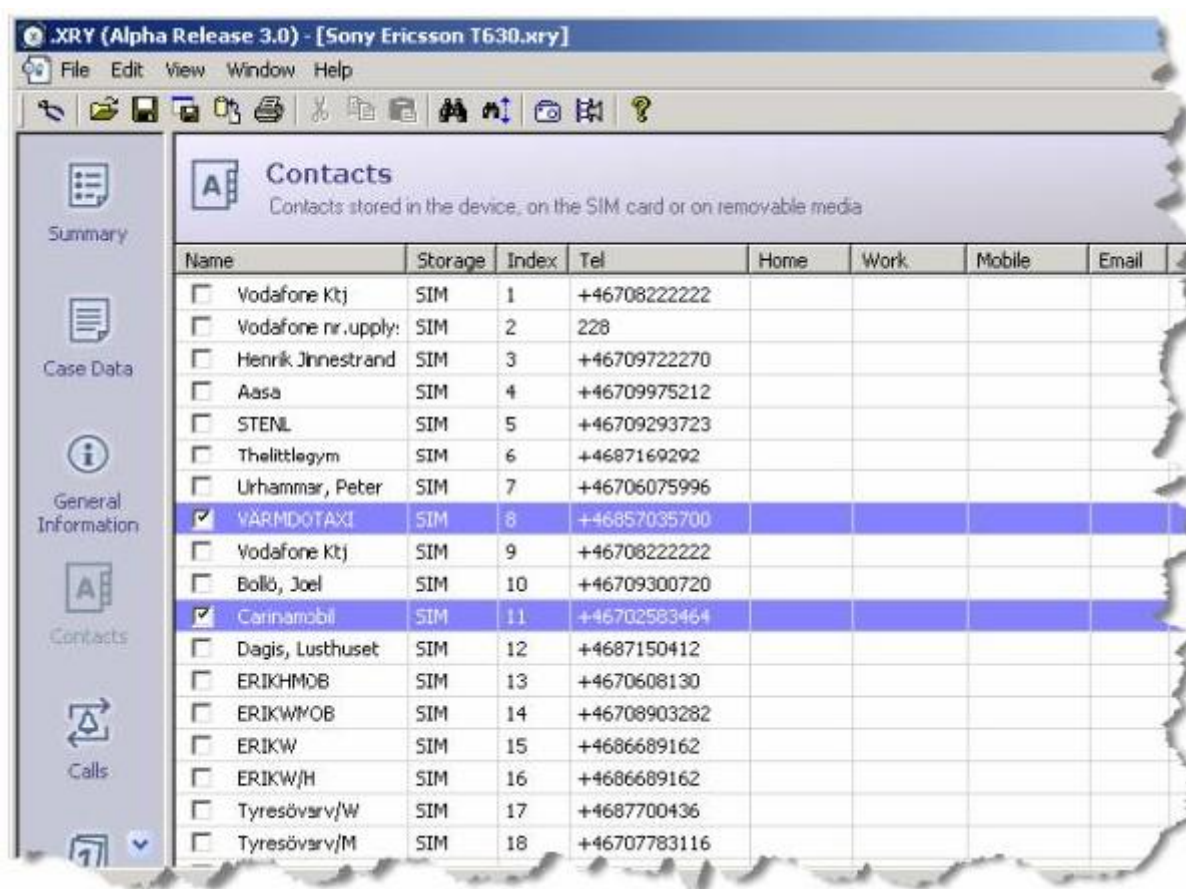 .XRY (Alpha Release 3.0) - [Sony Ericsson T630.xry]
File Edit View Window Help
Contacts
Contacts stored in the device, on the SIM card or on removable media
Summary
Case Data
General
Information
Contacts
Calls
Name Storage Index Tel Home Work Mobile Email
Vodafone Ktj SIM 1 +46708222222
Vodafone nr.upply SIM 2 228
Henrik Jinnestrand SIM 3 +46709722270
Aasa SIM 4 +46709975212
STENL SIM 5 +46709293723
Thelittlegym SIM 6 +4687169292
Urhammar, Peter SIM 7 +46706075996
VÄRMDÖTAXI SIM 8 +46857035700
Vodafone Ktj SIM 9 +46708222222
Bollö, Joel SIM 10 +46709300720
Carinamobil SIM 11 +46702583464
Dagis, Lusthuset SIM 12 +4687150412
ERIKHMOB SIM 13 +4670608130
ERIKWMOB SIM 14 +46708903282
ERIKW SIM 15 +4686689162
ERIKW/H SIM 16 +4686689162
Tyresövarv/W SIM 17 +4687700436
Tyresövarv/M SIM 18 +46707783116